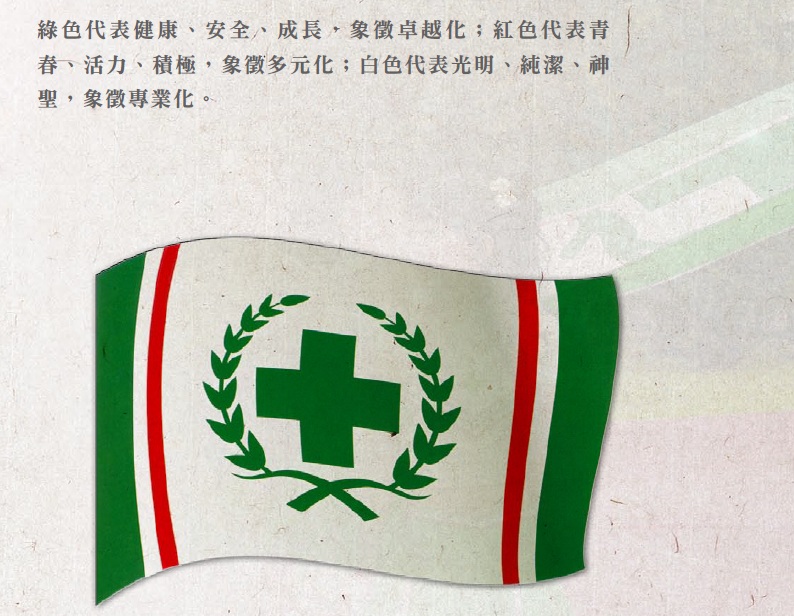 綠色代表健康、安全、成長，象徵卓越化；紅色代表青
春、活力、積極，象徵多元化；白色代表光明、純潔、神
聖，象徵專業化。